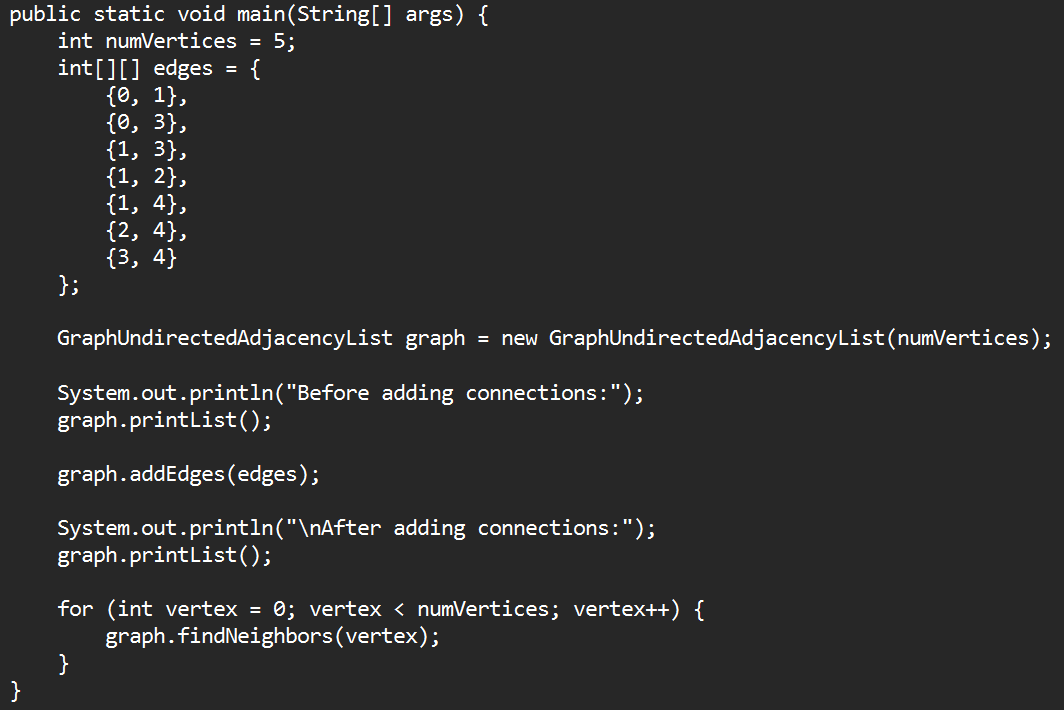 public static void main(String[] args) {
    int numVertices = 5;
    int[][] edges = {
        {0, 1},
        {0, 3},
        {1, 3},
        {1, 2},
        {1, 4},
        {2, 4},
        {3, 4}
    };

    GraphUndirectedAdjacencyList graph = new GraphUndirectedAdjacencyList(numVertices);

    System.out.println("Before adding connections:");
    graph.printList();

    graph.addEdges(edges);

    System.out.println("\nAfter adding connections:");
    graph.printList();

    for (int vertex = 0; vertex < numVertices; vertex++) {
        graph.findNeighbors(vertex);
    }
}